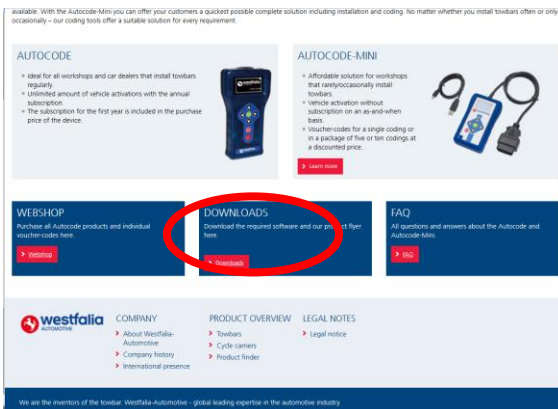 available. With the Autocode-Mini you can offer your customers a quickest possible complete solution including installation and coding. No matter whether you install towbars often or only
occasionally – our coding tools offer a suitable solution for every requirement.
AUTOCODE
Ideal for all workshops and car dealers that install towbars
regularly.
Unlimited amount of vehicle activations with the annual
subscription.
The subscription for the first year is included in the purchase
price of the device.
AUTOCODE-MINI
Affordable solution for workshops
that rarely/occasionally install
towbars.
Vehicle activation without
subscription on an as-and-when
basis.
Voucher-codes for a single coding or
in a package of five or ten codings at
a discounted price.
Learn more
WEBSHOP
Purchase all Autocode products and individual
voucher-codes here.
Webshop
DOWNLOADS
Download the required software and our product flyer
here.
Downloads
FAQ
All questions and answers about the Autocode and
Autocode-Mini.
FAQ
westfalia
AUTOMOTIVE
COMPANY
About Westfalia-
Automotive
Company history
International presence
PRODUCT OVERVIEW
Towbars
Cycle carriers
Product finder
LEGAL NOTES
Legal notice
We are the inventors of the towbar. Westfalia-Automotive - global leading expertise in the automotive industry.